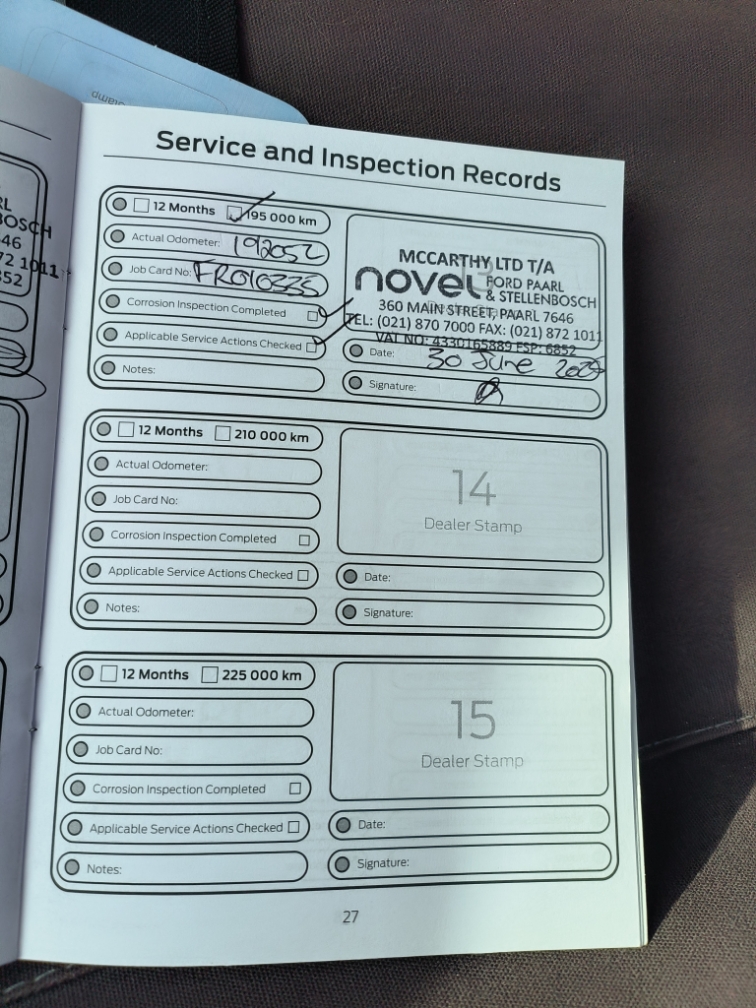 Service and Inspection Records
12 Months 195 000 km
Actual Odometer: 192052
Job Card No: FR010335
Corrosion Inspection Completed
Applicable Service Actions Checked
Notes:
MCCARTHY LTD T/A
novel FORD PAARL
& STELLENBOSCH
360 MAIN STREET, PAARL 7646
TEL: (021) 870 7000 FAX: (021) 872 1011
VAT NO: 4330165889 ESP: 6852
Date: 30 June
Signature:
12 Months 210 000 km
Actual Odometer:
Job Card No:
Corrosion Inspection Completed
Applicable Service Actions Checked
Notes:
14
Dealer Stamp
Date:
Signature:
12 Months 225 000 km
Actual Odometer:
Job Card No:
Corrosion Inspection Completed
Applicable Service Actions Checked
Notes:
15
Dealer Stamp
Date:
Signature:
27